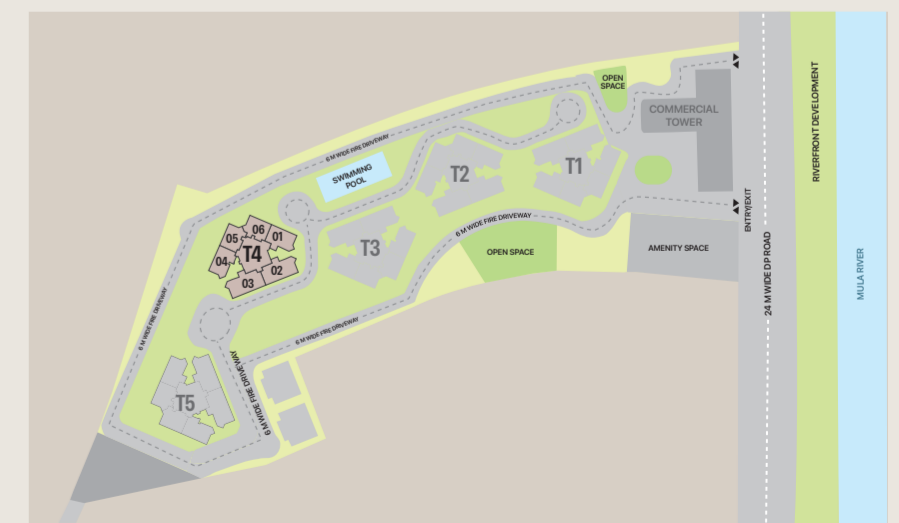 OPEN
SPACE
COMMERCIAL
TOWER
RIVERFRONT DEVELOPMENT
6 M WIDE FIRE DRIVEWAY
SWIMMING
POOL
T2
T1
ENTRY/EXIT
6 M WIDE FIRE DRIVEWAY
06
05
01
T4
04
02
03
T3
OPEN SPACE
AMENITY SPACE
24 M WIDE DP ROAD
MULA RIVER
6 M WIDE FIRE DRIVEWAY
6 M WIDE FIRE DRIVEWAY
6 M WIDE FIRE DRIVEWAY
T5